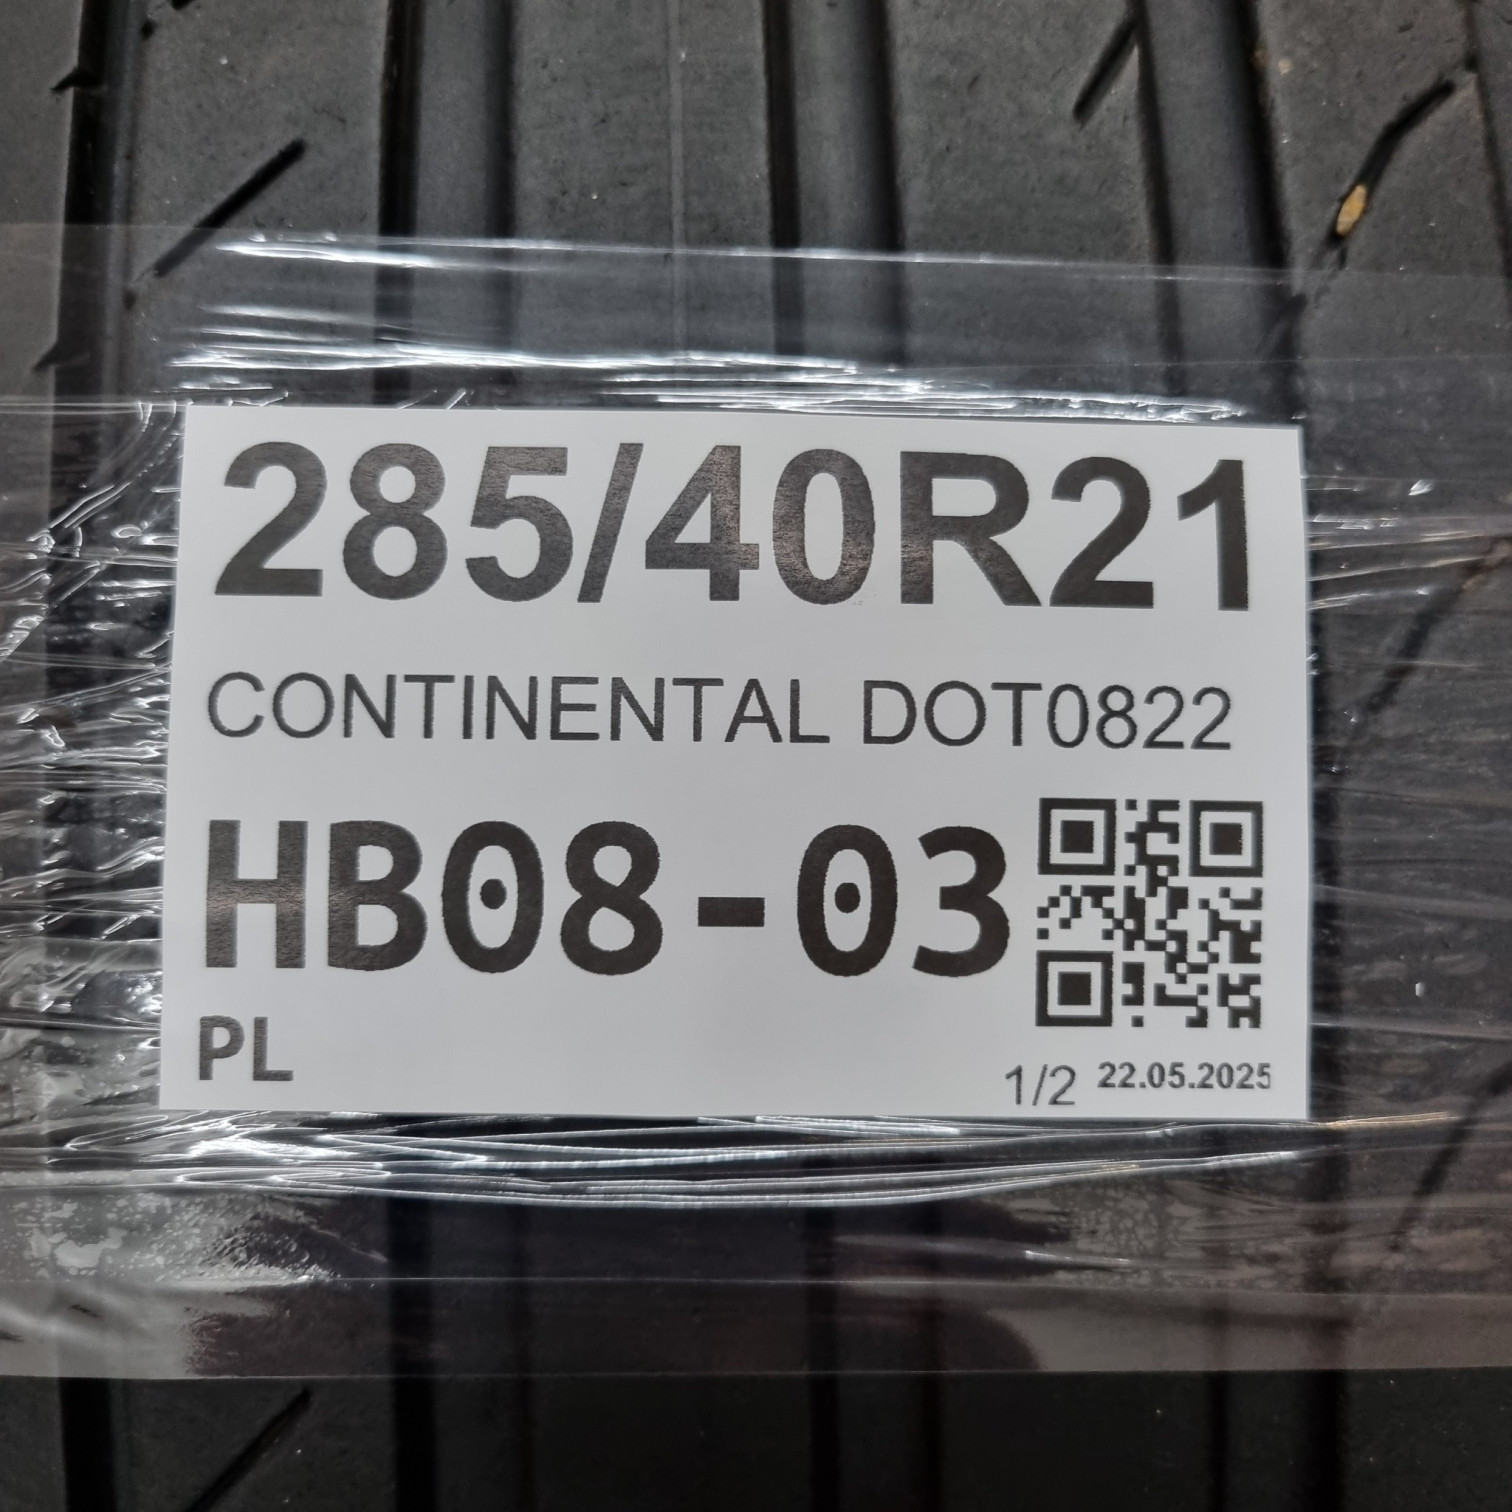 285/40R21
CONTINENTAL DOT0822
HB08-03
PL
1/2 22.05.2025